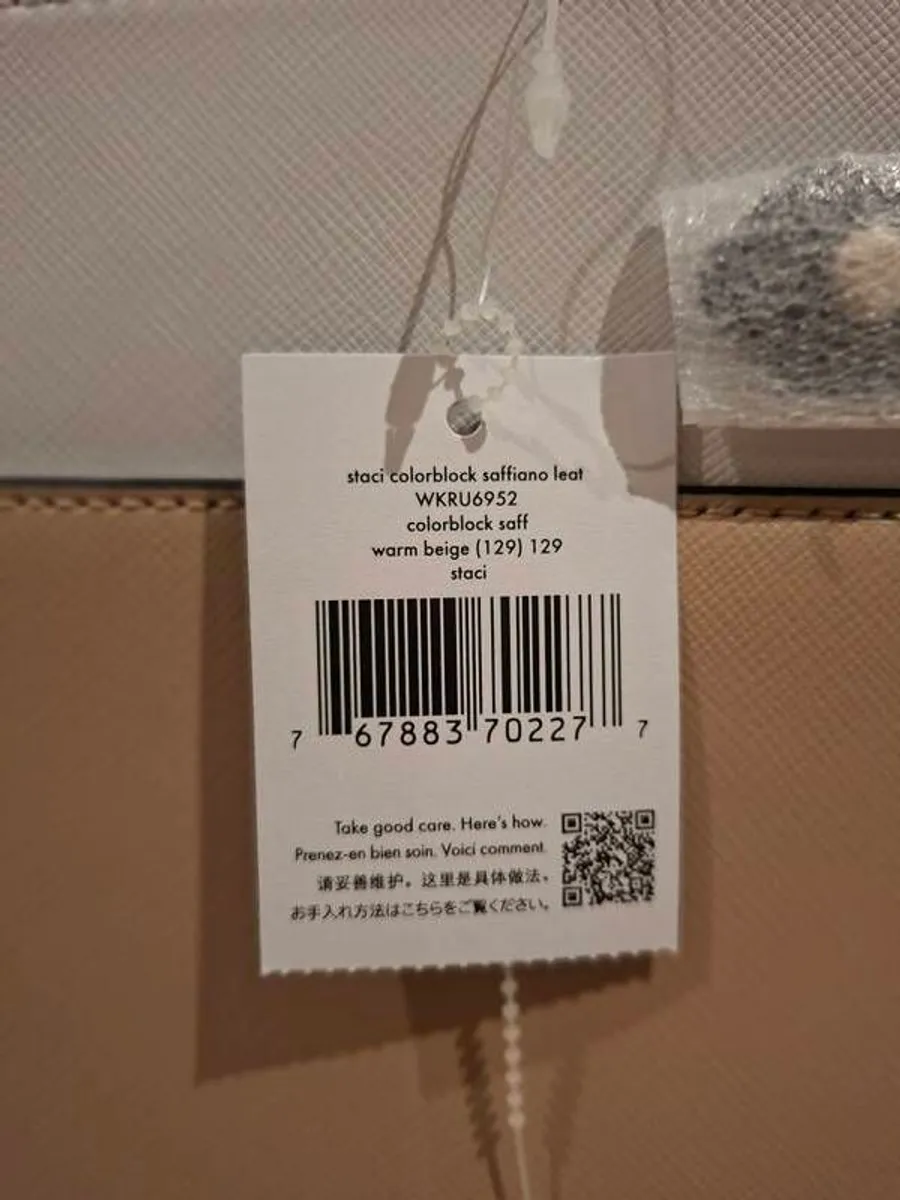 staci colorblock saffiano leat
WKRU6952
colorblock saff
warm beige (129) 129
staci
7 67883 70227 7
Take good care. Here's how.
Prenez-en bien soin. Voici comment.
请妥善维护。这里是具体做法。
お手入れ方法はこちらをご覧ください。